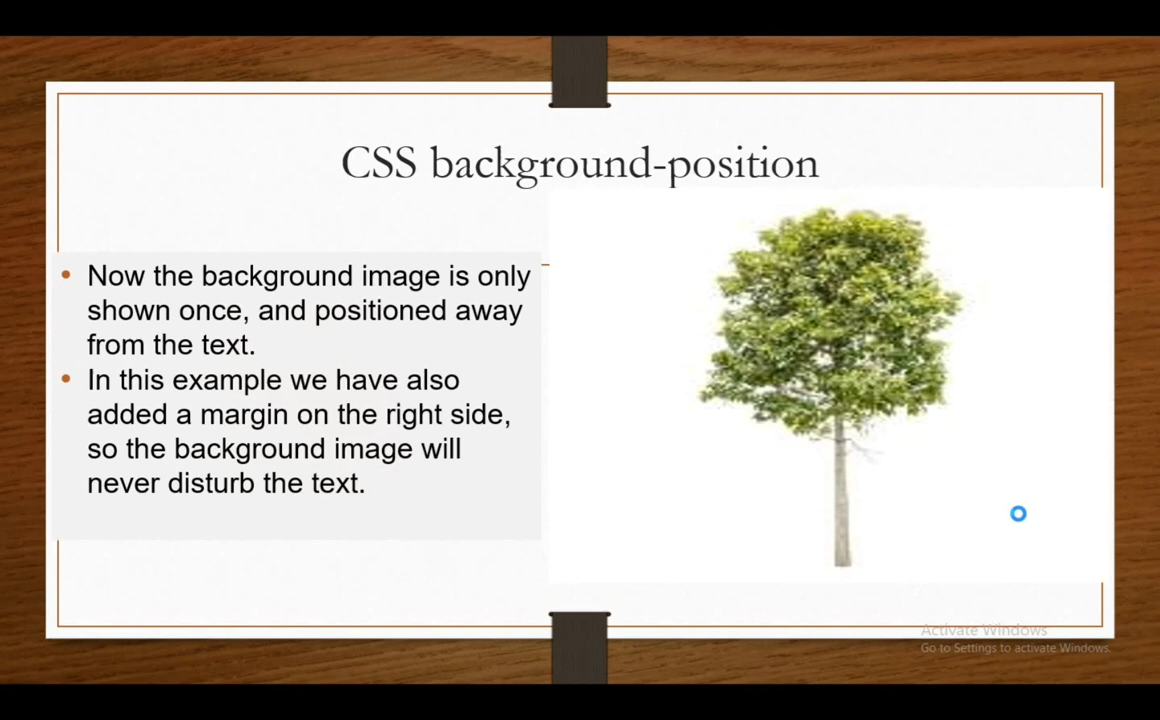 CSS background-position
• Now the background image is only
shown once, and positioned away
from the text.
• In this example we have also
added a margin on the right side,
so the background image will
never disturb the text.
Activate Windows
Go to Settings to activate Windows.